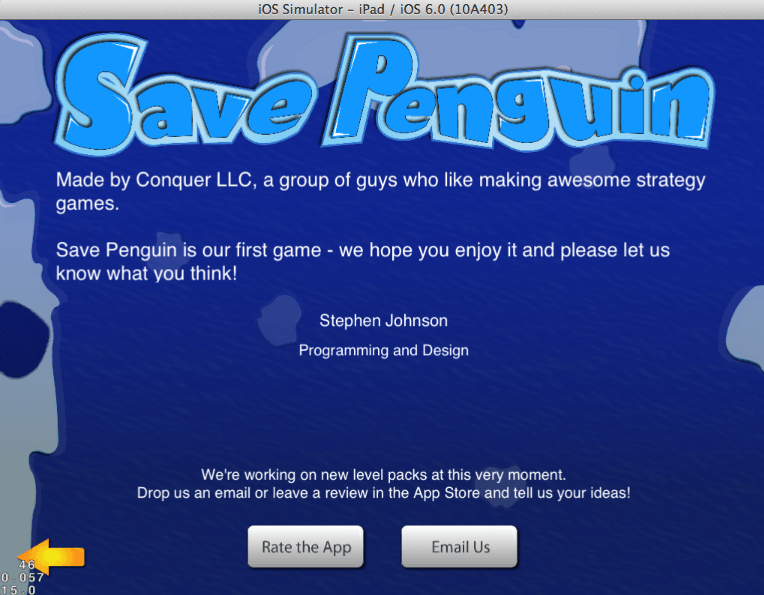 iOS Simulator – iPad / iOS 6.0 (10A403)
Save Penguin
Made by Conquer LLC, a group of guys who like making awesome strategy
games.
Save Penguin is our first game - we hope you enjoy it and please let us
know what you think!
Stephen Johnson
Programming and Design
We're working on new level packs at this very moment.
Drop us an email or leave a review in the App Store and tell us your ideas!
Rate the App
Email Us
46
0.057
15.0